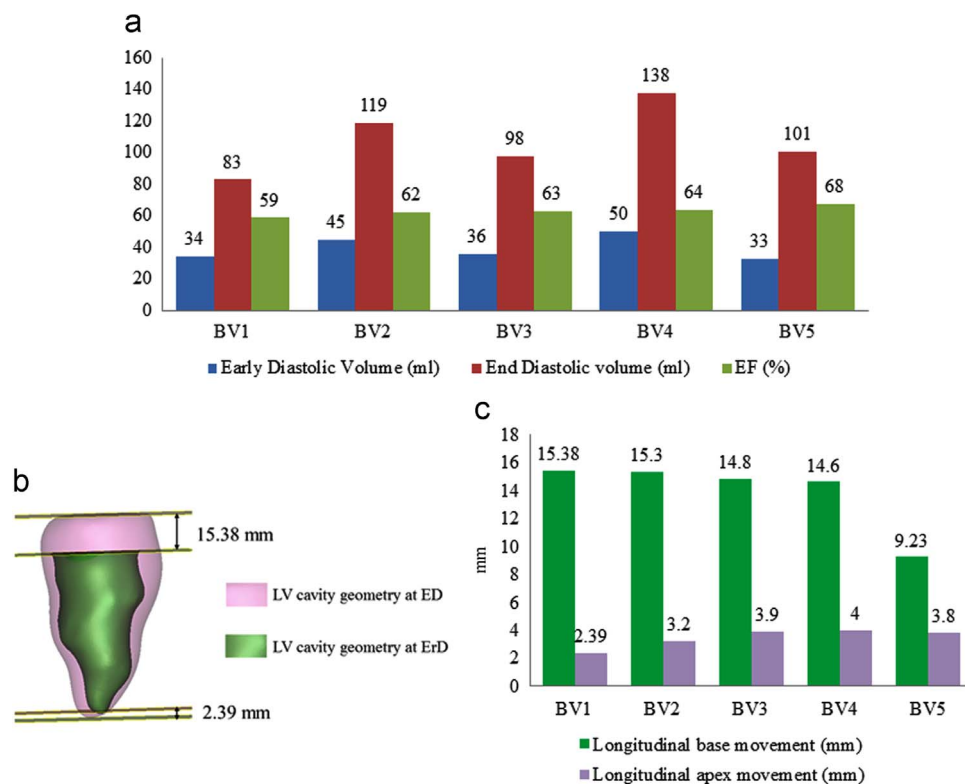 a
160
140
120
100
80
60
40
20
0
34 83 59
45 119 62
36 98 63
50 138 64
33 101 68
BV1 BV2 BV3 BV4 BV5
Early Diastolic Volume (ml) End Diastolic volume (ml) EF (%)
b
15.38 mm
LV cavity geometry at ED
LV cavity geometry at ErD
2.39 mm
c
mm
18
16
14
12
10
8
6
4
2
0
15.38 2.39
15.3 3.2
14.8 3.9
14.6 4
9.23 3.8
BV1 BV2 BV3 BV4 BV5
Longitudinal base movement (mm)
Longitudinal apex movement (mm)